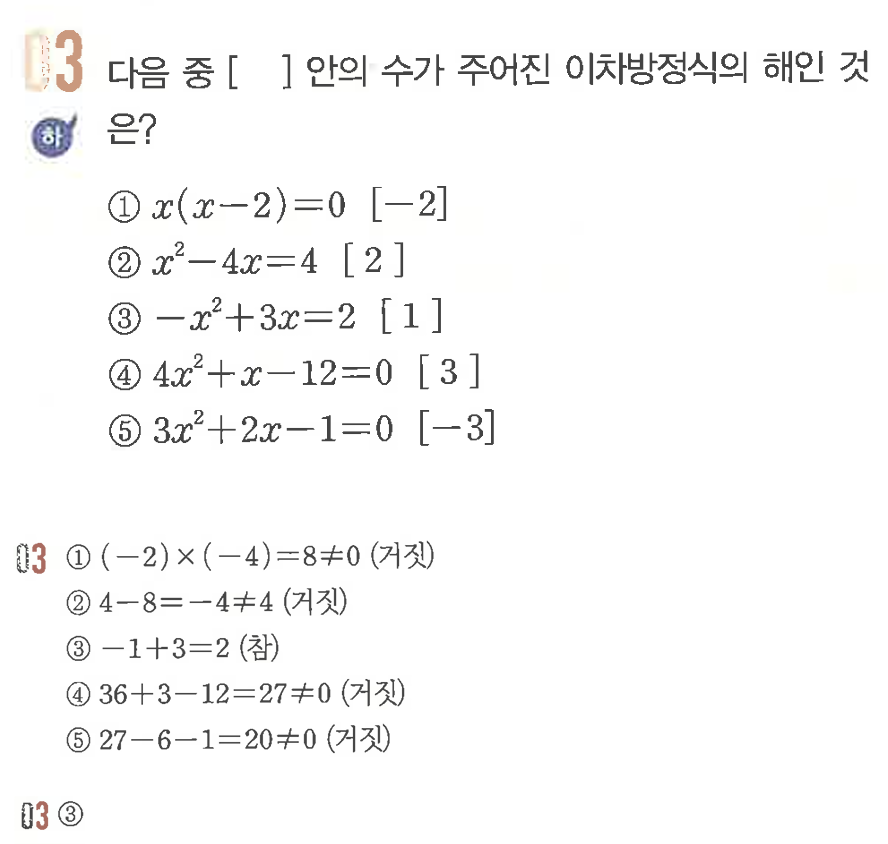 03 다음 중 [ ] 안의 수가 주어진 이차방정식의 해인 것
하 은?
① x(x-2)=0 [-2]
② x²-4x=4 [ 2 ]
③ -x²+3x=2 [ 1 ]
④ 4x²+x-12=0 [ 3 ]
⑤ 3x²+2x-1=0 [-3]
03 ① (-2)×(-4)=8≠0 (거짓)
② 4-8=-4≠4 (거짓)
③ -1+3=2 (참)
④ 36+3-12=27≠0 (거짓)
⑤ 27-6-1=20≠0 (거짓)
03 ③